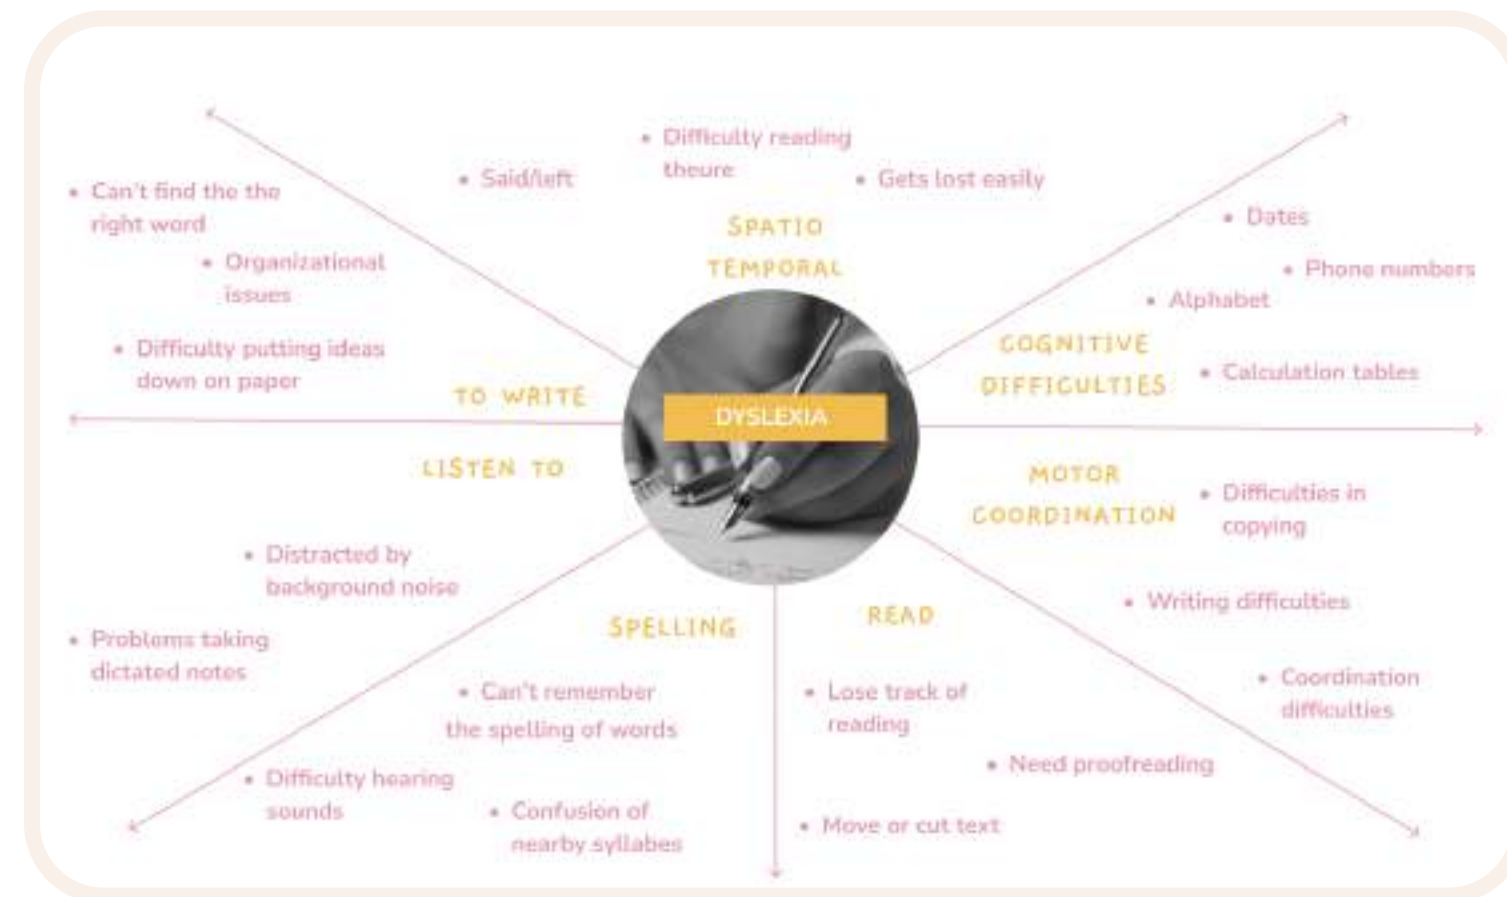 • Difficulty reading
theure
• Said/left
• Gets lost easily
SPATIO
TEMPORAL
• Can't find the the
right word
• Organizational
issues
• Difficulty putting ideas
down on paper
TO WRITE
• Dates
• Phone numbers
• Alphabet
COGNITIVE
DIFFICULTIES
• Calculation tables
DYSLEXIA
LISTEN TO
• Distracted by
background noise
• Problems taking
dictated notes
MOTOR
COORDINATION
• Difficulties in
copying
• Writing difficulties
• Coordination
difficulties
SPELLING
• Can't remember
the spelling of words
• Difficulty hearing
sounds
• Confusion of
nearby syllabes
READ
• Lose track of
reading
• Need proofreading
• Move or cut text